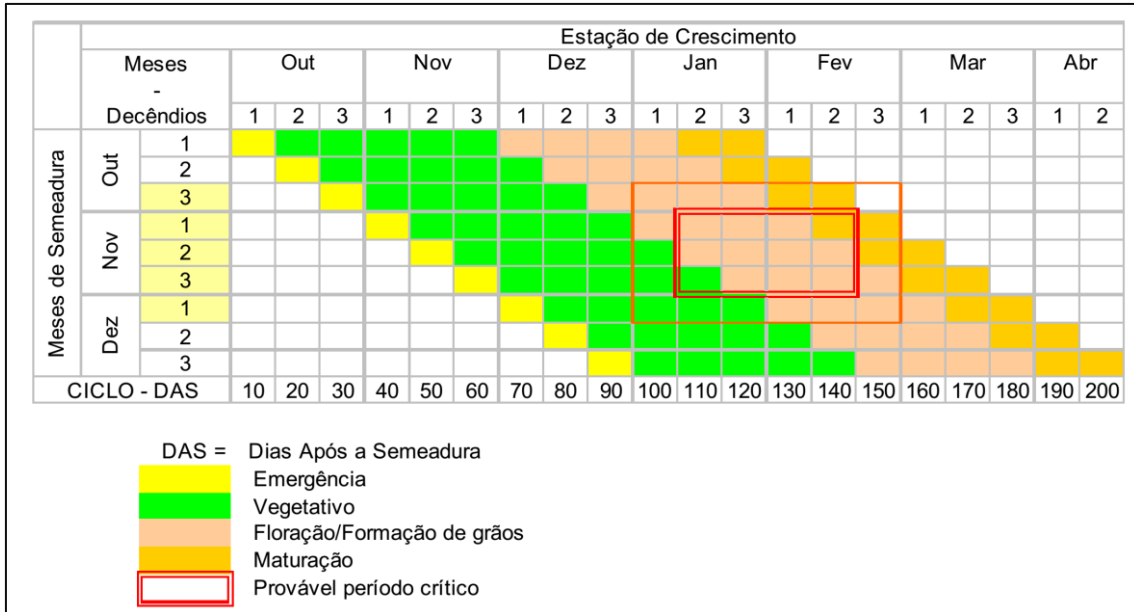 Estação de Crescimento
Meses - Decêndios
Out Nov Dez Jan Fev Mar Abr
1 2 3 1 2 3 1 2 3 1 2 3 1 2 3 1 2 3 1 2
Meses de Semeadura
Out
1
2
3
Nov
1
2
3
Dez
1
2
3
CICLO - DAS 10 20 30 40 50 60 70 80 90 100 110 120 130 140 150 160 170 180 190 200
DAS = Dias Após a Semeadura
Emergência
Vegetativo
Floração/Formação de grãos
Maturação
Provável período crítico